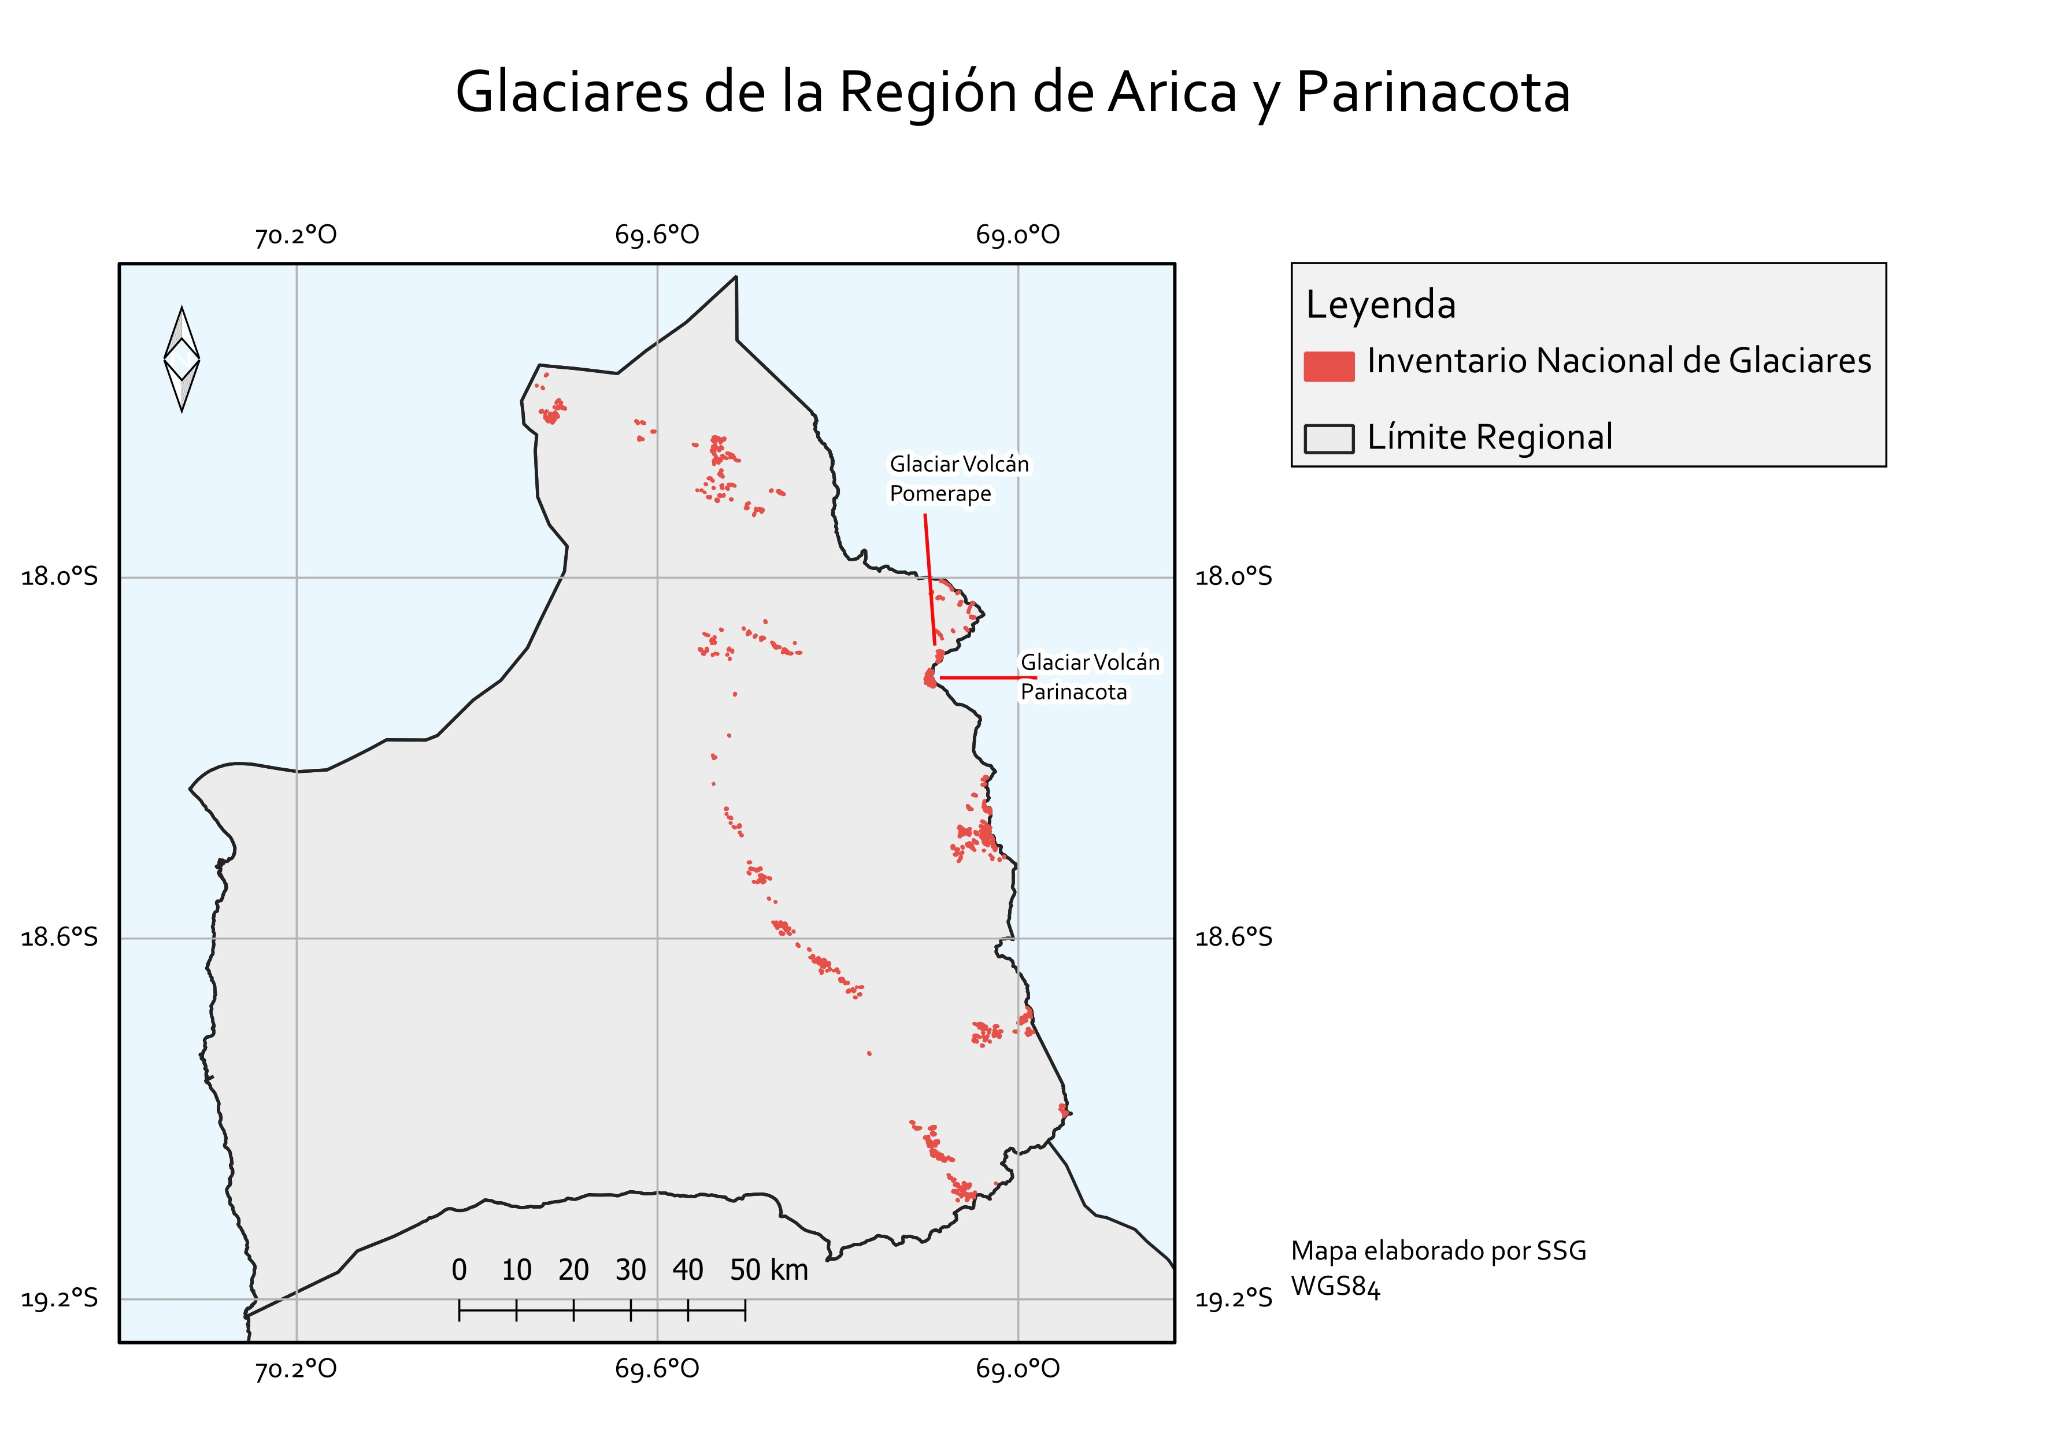 Glaciares de la Región de Arica y Parinacota
70.2°O 69.6°O 69.0°O
Leyenda
Inventario Nacional de Glaciares
Límite Regional
Glaciar Volcán
Pomerape
18.0°S 18.0°S
Glaciar Volcán
Parinacota
18.6°S 18.6°S
0 10 20 30 40 50 km
Mapa elaborado por SSG
WGS84
19.2°S 19.2°S
70.2°O 69.6°O 69.0°O